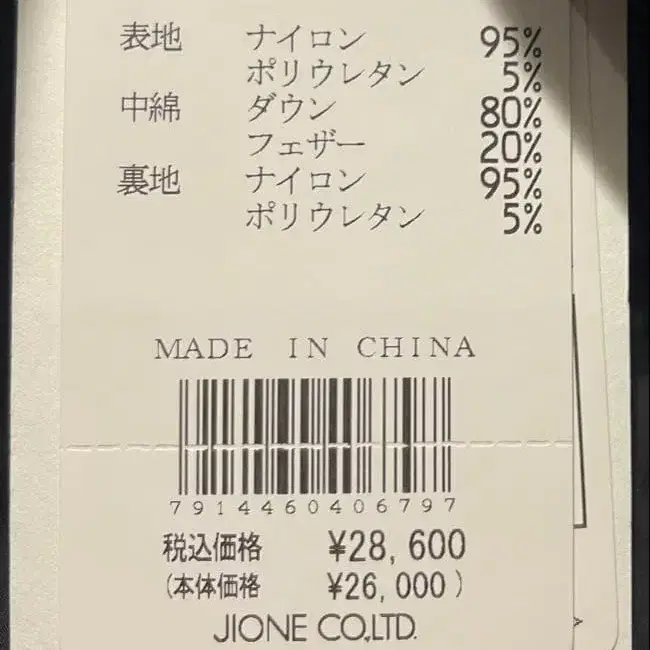 表地 ナイロン 95%
ポリウレタン 5%
中綿 ダウン 80%
フェザー 20%
裏地 ナイロン 95%
ポリウレタン 5%
MADE IN CHINA
7914460406797
税込価格 ¥28,600
(本体価格 ¥26,000)
JIONE CO,LTD.